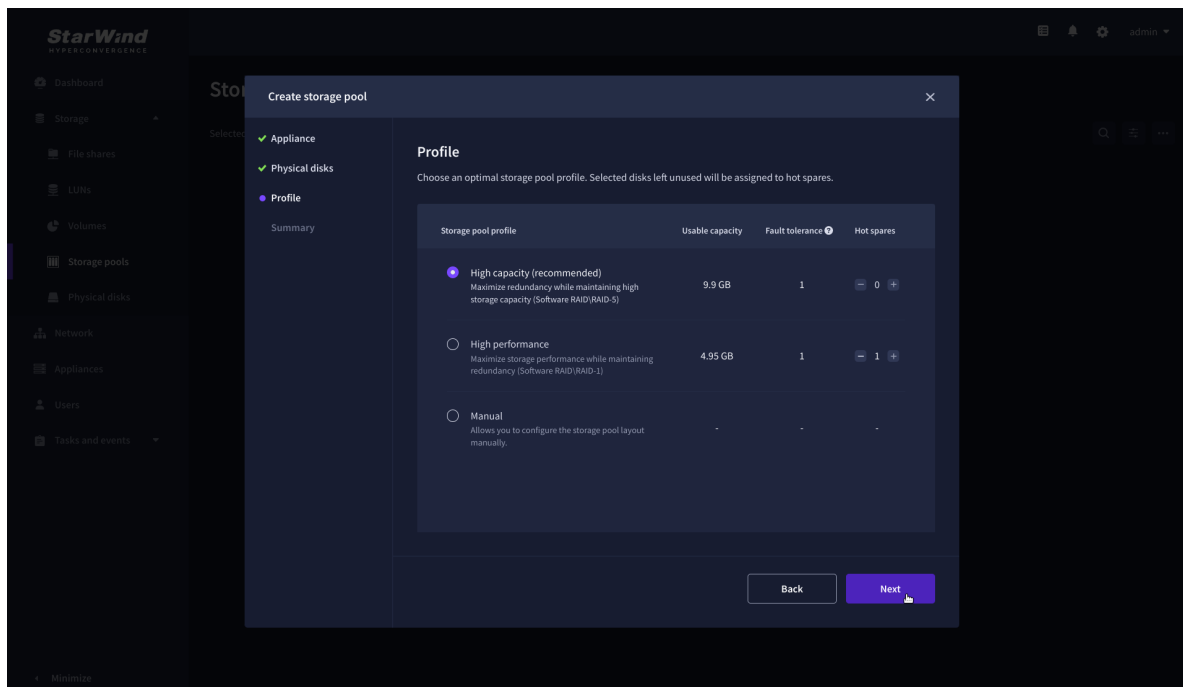 StarWind
HYPERCONVERGENCE
admin
Dashboard
Storage
File shares
LUNs
Volumes
Storage pools
Physical disks
Network
Appliances
Users
Tasks and events
Minimize
Stor
Selected
Create storage pool
Appliance
Physical disks
Profile
Summary
Profile
Choose an optimal storage pool profile. Selected disks left unused will be assigned to hot spares.
Storage pool profile Usable capacity Fault tolerance ? Hot spares
High capacity (recommended)
Maximize redundancy while maintaining high
storage capacity (Software RAID\RAID-5)
9.9 GB 1 − 0 +
High performance
Maximize storage performance while maintaining
redundancy (Software RAID\RAID-1)
4.95 GB 1 − 1 +
Manual
Allows you to configure the storage pool layout
manually.
- - -
Back Next